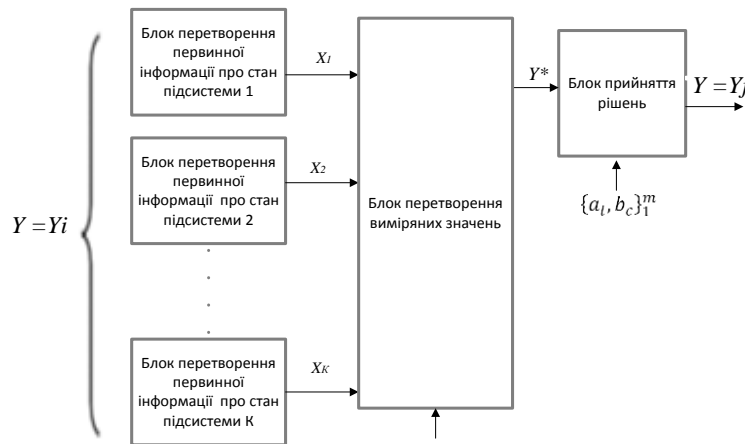 Блок перетворення
первинної
інформації про стан
підсистеми 1
X1
Блок перетворення
первинної
інформації про стан
підсистеми 2
X2
Y =Yi
Блок перетворення
первинної
інформації про стан
підсистеми К
XK
Блок перетворення
виміряних значень
Y*
Блок прийняття
рішень
Y =Yj
{a_l, b_c}_1^m